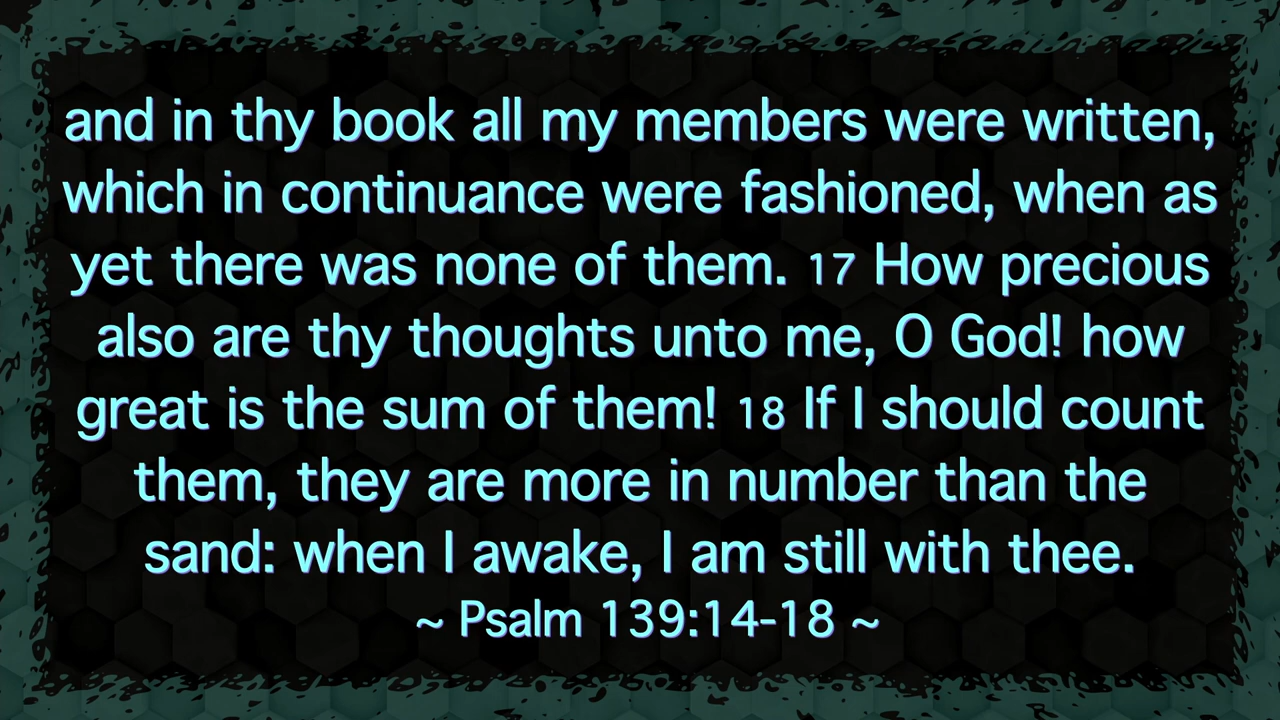 and in thy book all my members were written,
which in continuance were fashioned, when as
yet there was none of them. 17 How precious
also are thy thoughts unto me, O God! how
great is the sum of them! 18 If I should count
them, they are more in number than the
sand: when I awake, I am still with thee.
~ Psalm 139:14-18 ~